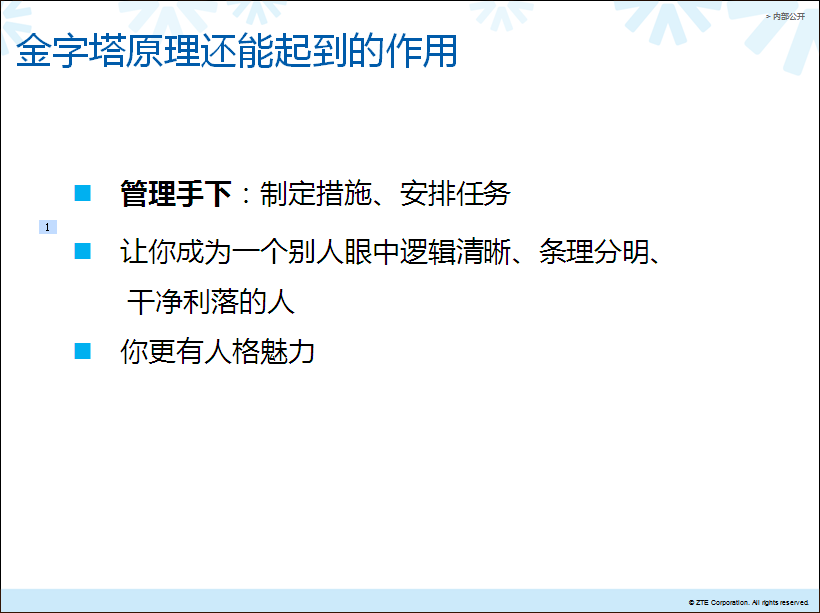 > 内部公开
金字塔原理还能起到的作用
管理手下：制定措施、安排任务
1
让你成为一个别人眼中逻辑清晰、条理分明、
干净利落的人
你更有人格魅力
© ZTE Corporation. All rights reserved.